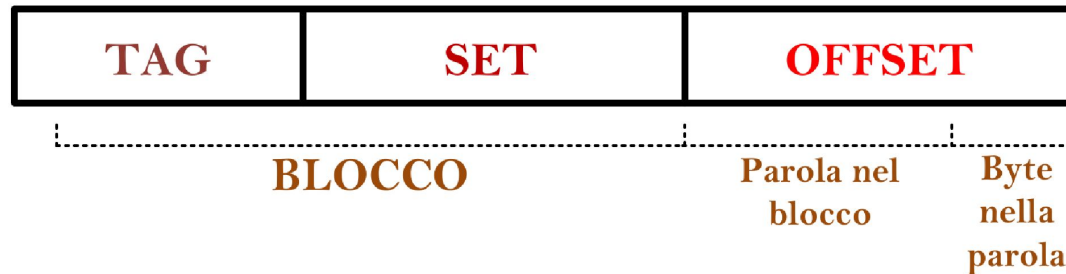 TAG SET OFFSET
BLOCCO
Parola nel
blocco
Byte
nella
parola